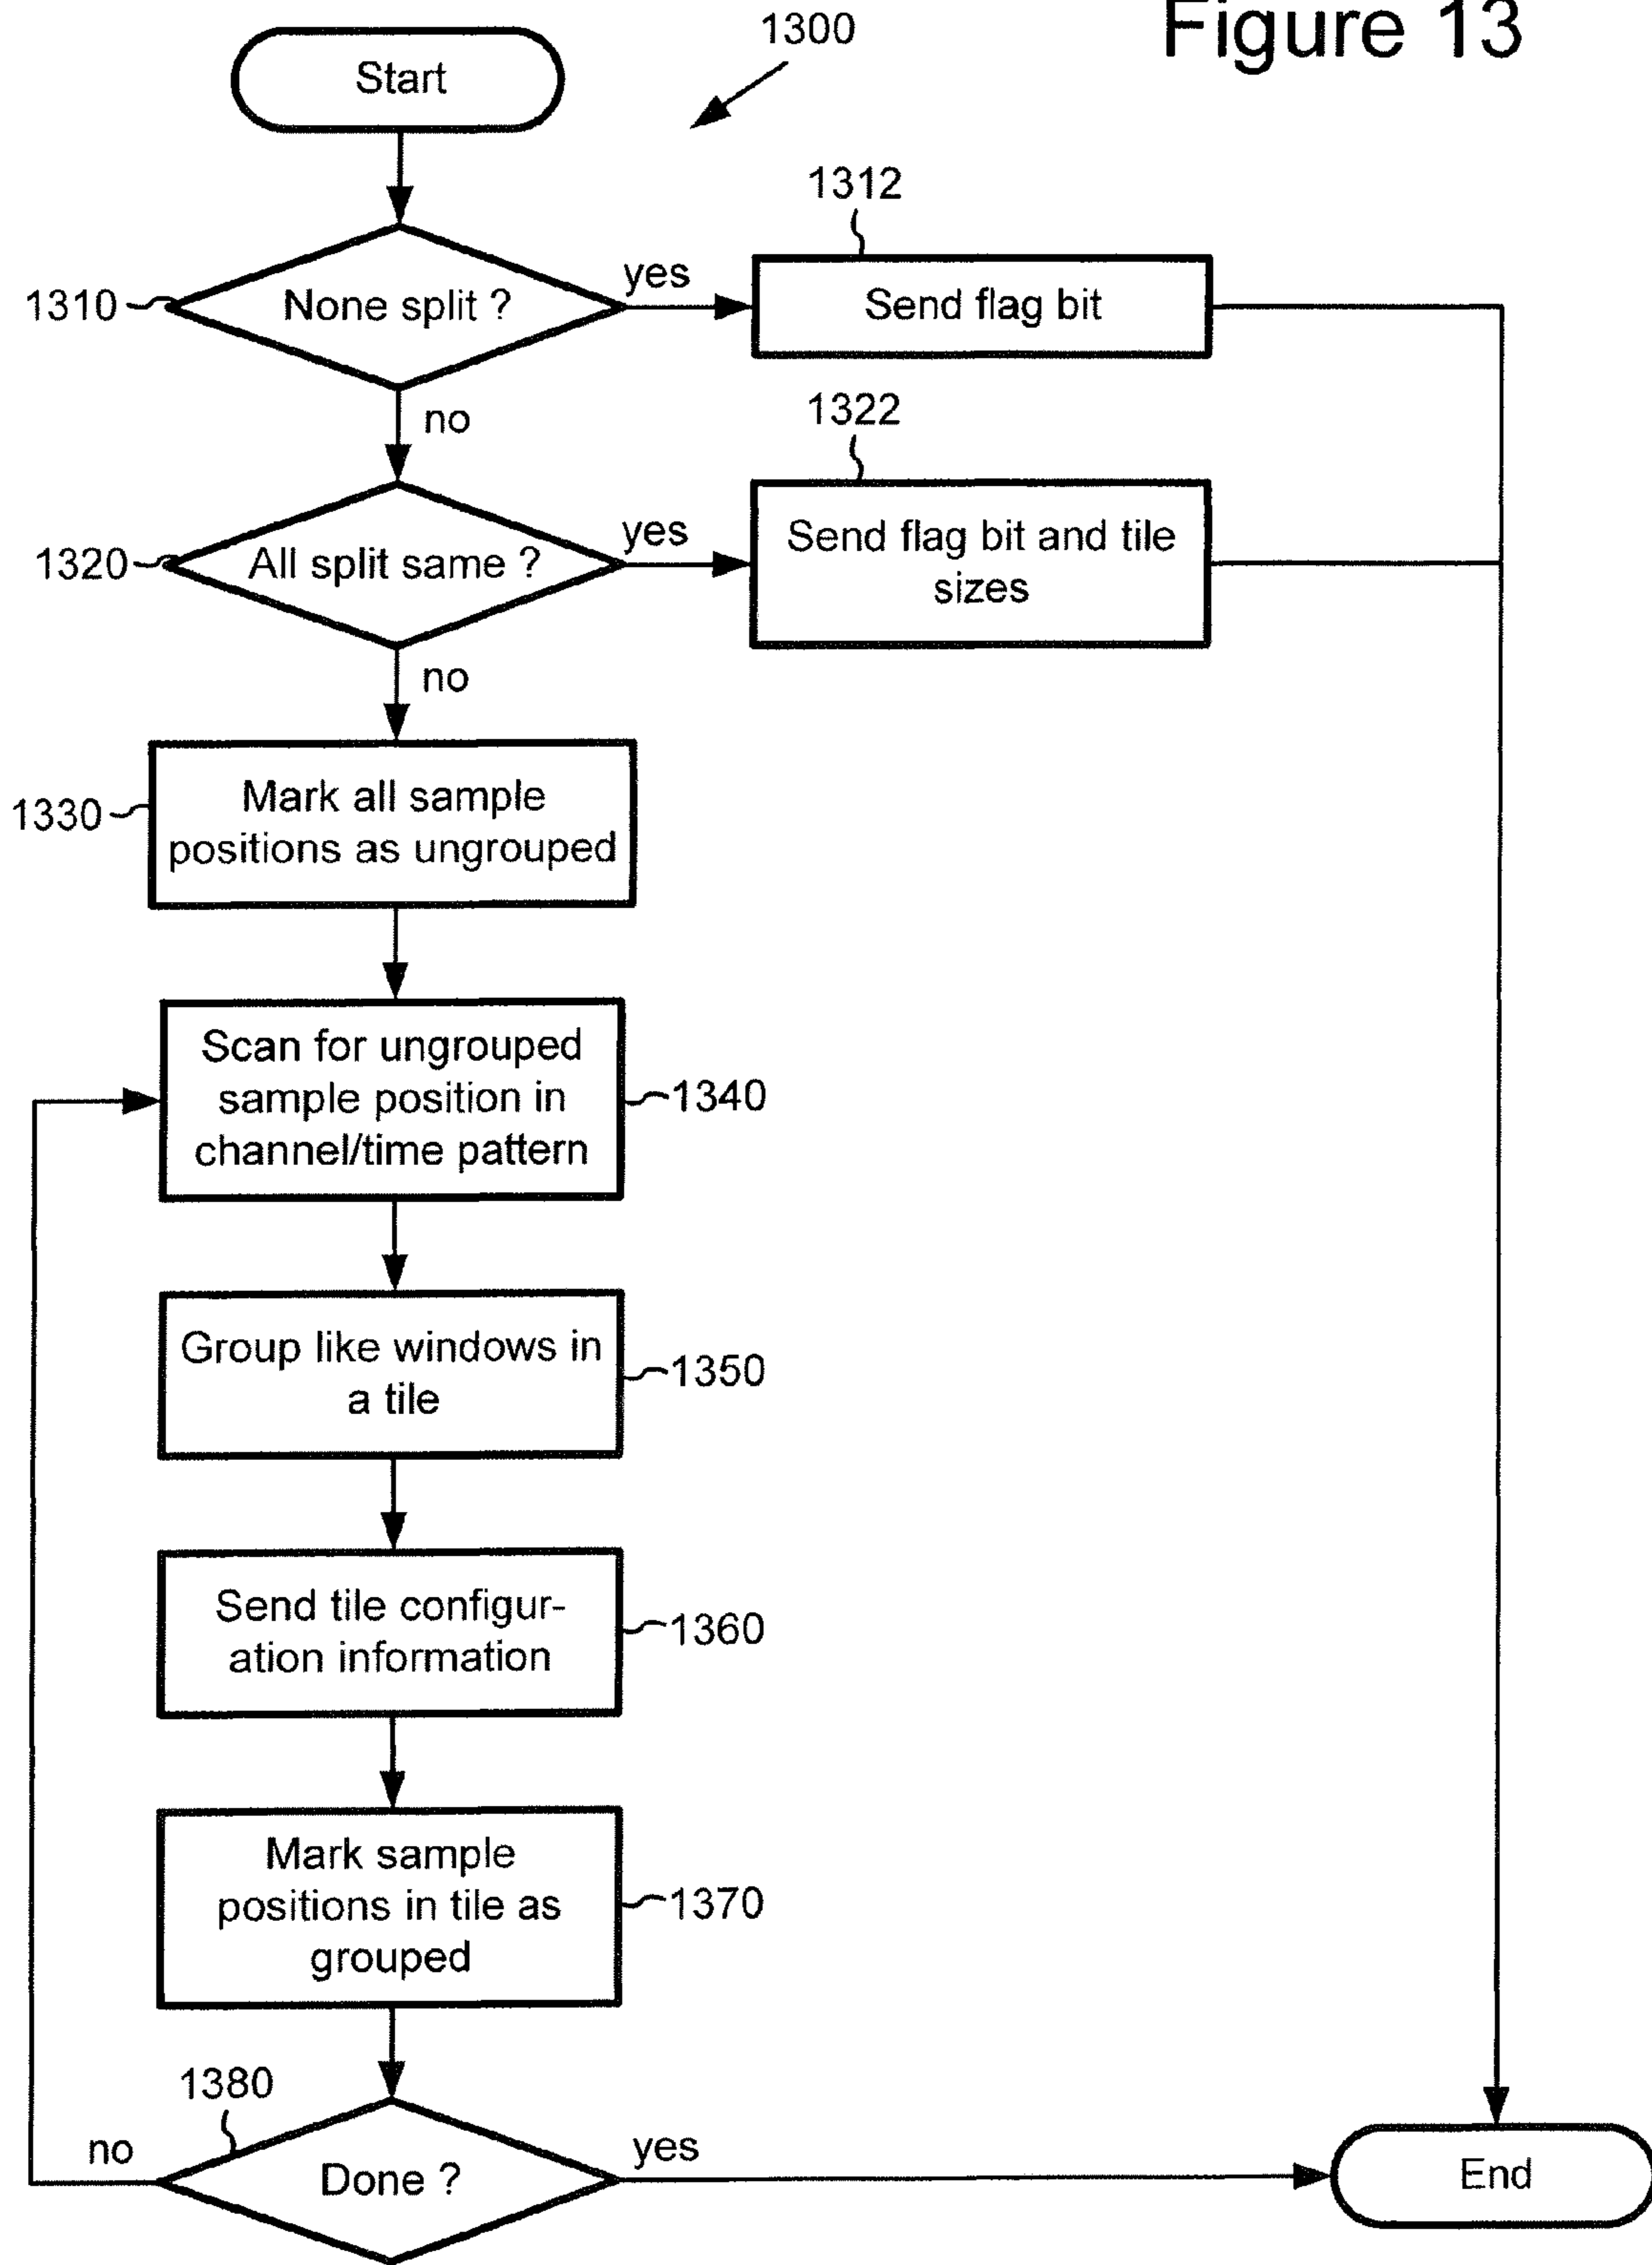 Figure 13
1300
Start
1310
None split ?
yes
1312
Send flag bit
no
1320
All split same ?
yes
1322
Send flag bit and tile
sizes
no
1330
Mark all sample
positions as ungrouped
Scan for ungrouped
sample position in
channel/time pattern
1340
Group like windows in
a tile
1350
Send tile configur-
ation information
1360
Mark sample
positions in tile as
grouped
1370
1380
Done ?
no
yes
End